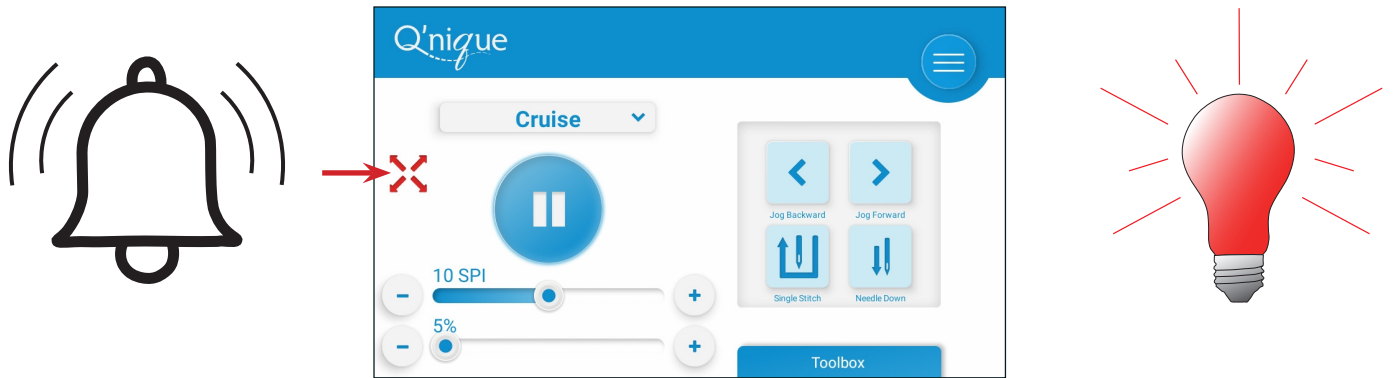 Q'nique
Cruise
10 SPI
5%
Jog Backward
Jog Forward
Single Stitch
Needle Down
Toolbox